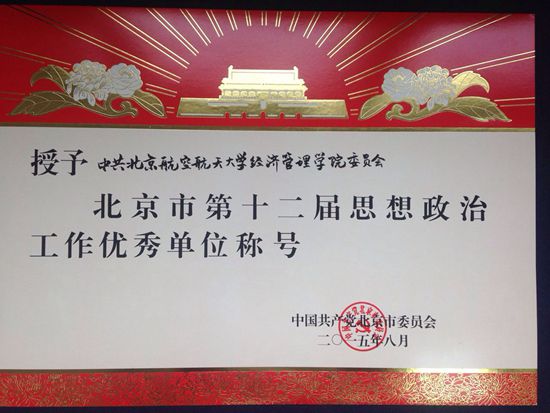 授予 中共北京航空航天大学经济管理学院委员会
北京市第十二届思想政治
工作优秀单位称号
中国共产党北京市委员会
二〇一五年八月